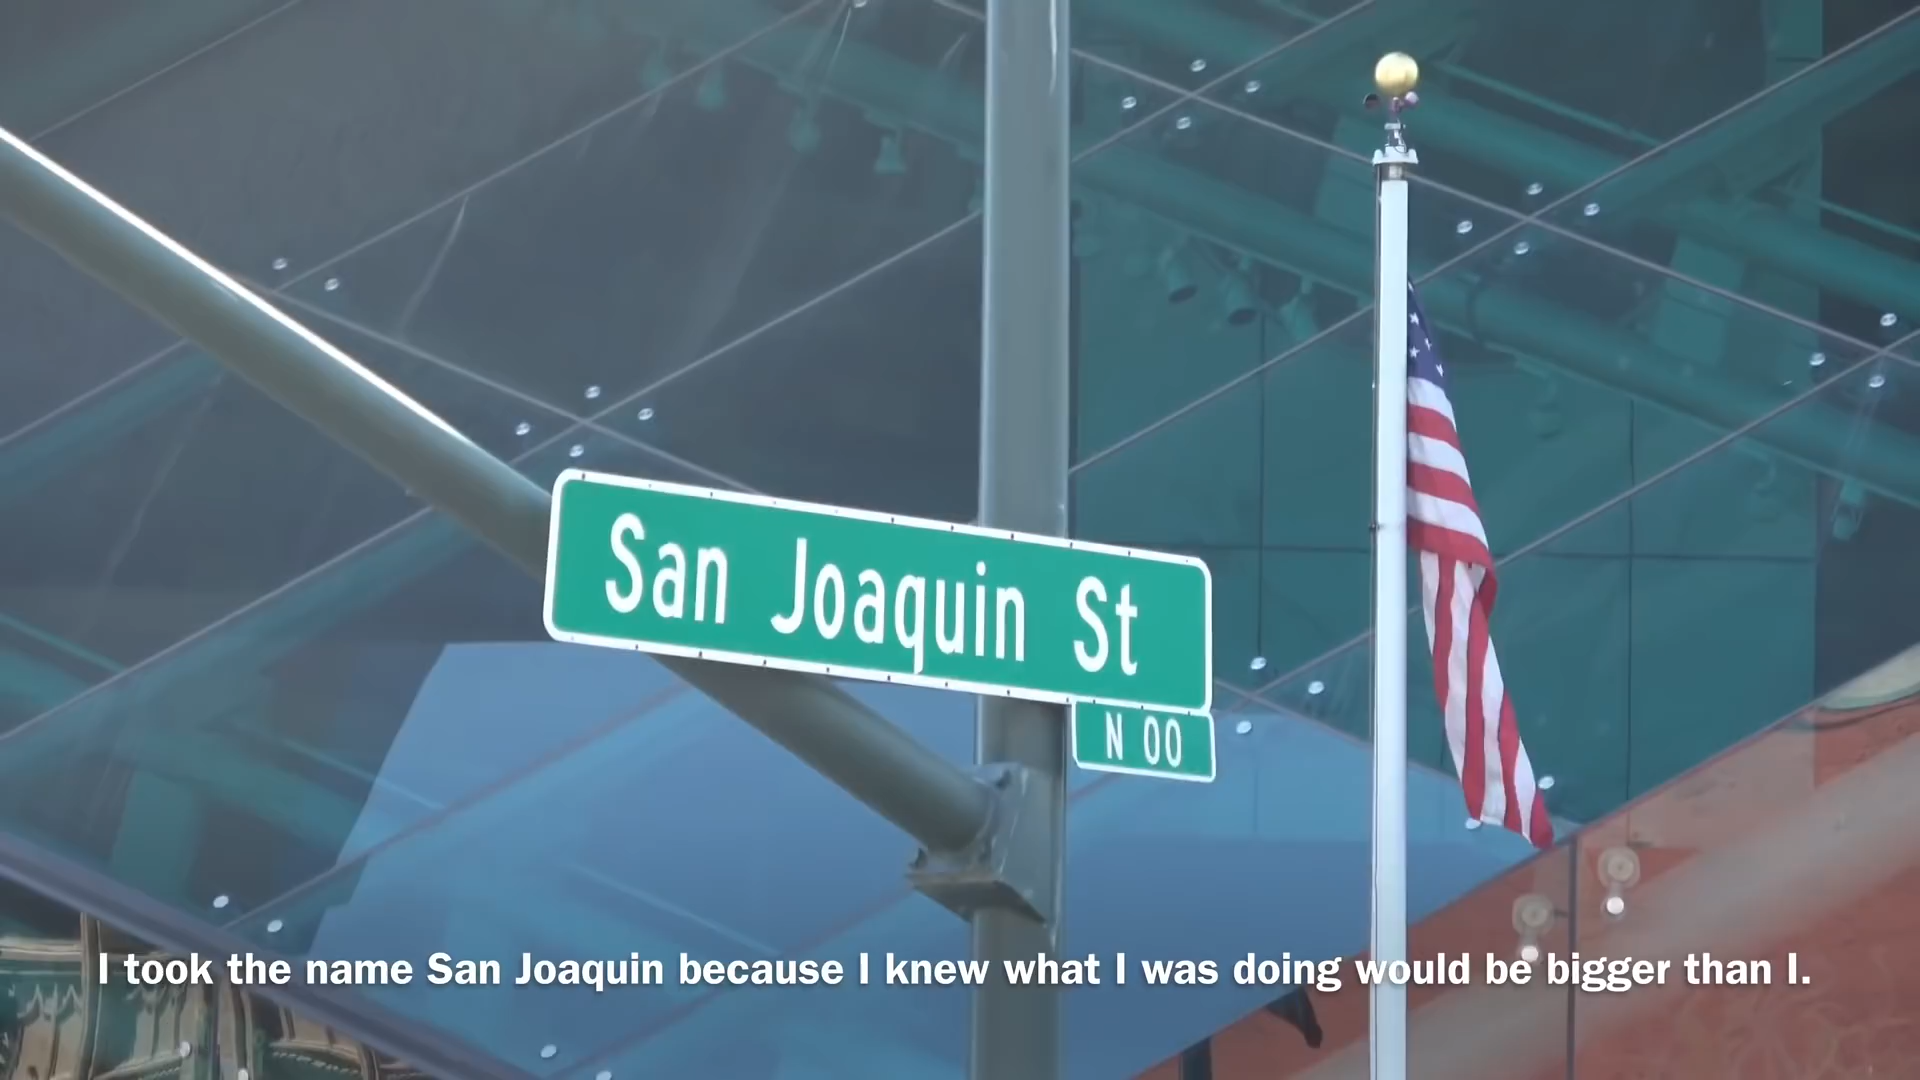 San Joaquin St
N 00
I took the name San Joaquin because I knew what I was doing would be bigger than I.